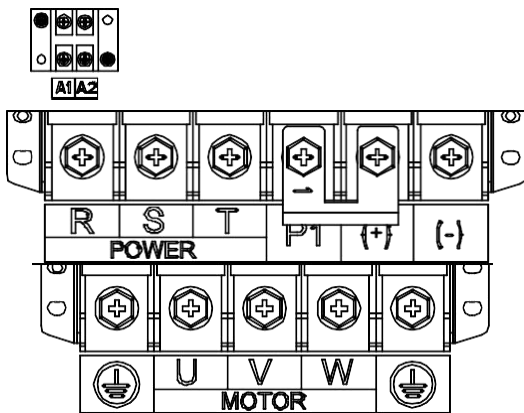 A1 A2
R S T P1 (+) (-)
POWER
U V W
MOTOR